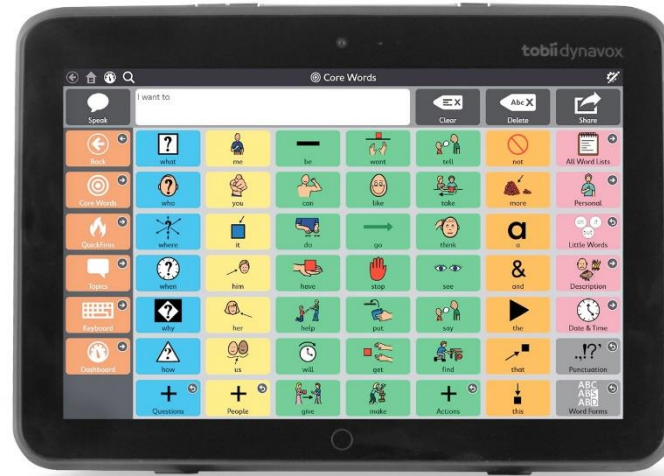 tobii dynavox
Core Words
I want to
Speak
Abc X
Clear
Delete
Share
Back
what
me
be
want
tell
not
All Word Lists
Core Words
who
you
can
like
take
more
Personal
QuickFires
where
it
do
go
think
a
a
Little Words
Topics
when
him
have
stop
see
&
and
Description
Keyboard
why
her
help
put
say
the
Date & Time
Dashboard
how
us
will
get
find
that
.,!?'
Punctuation
Questions
People
give
make
Actions
this
ABC
ABS
ABD
Word Forms